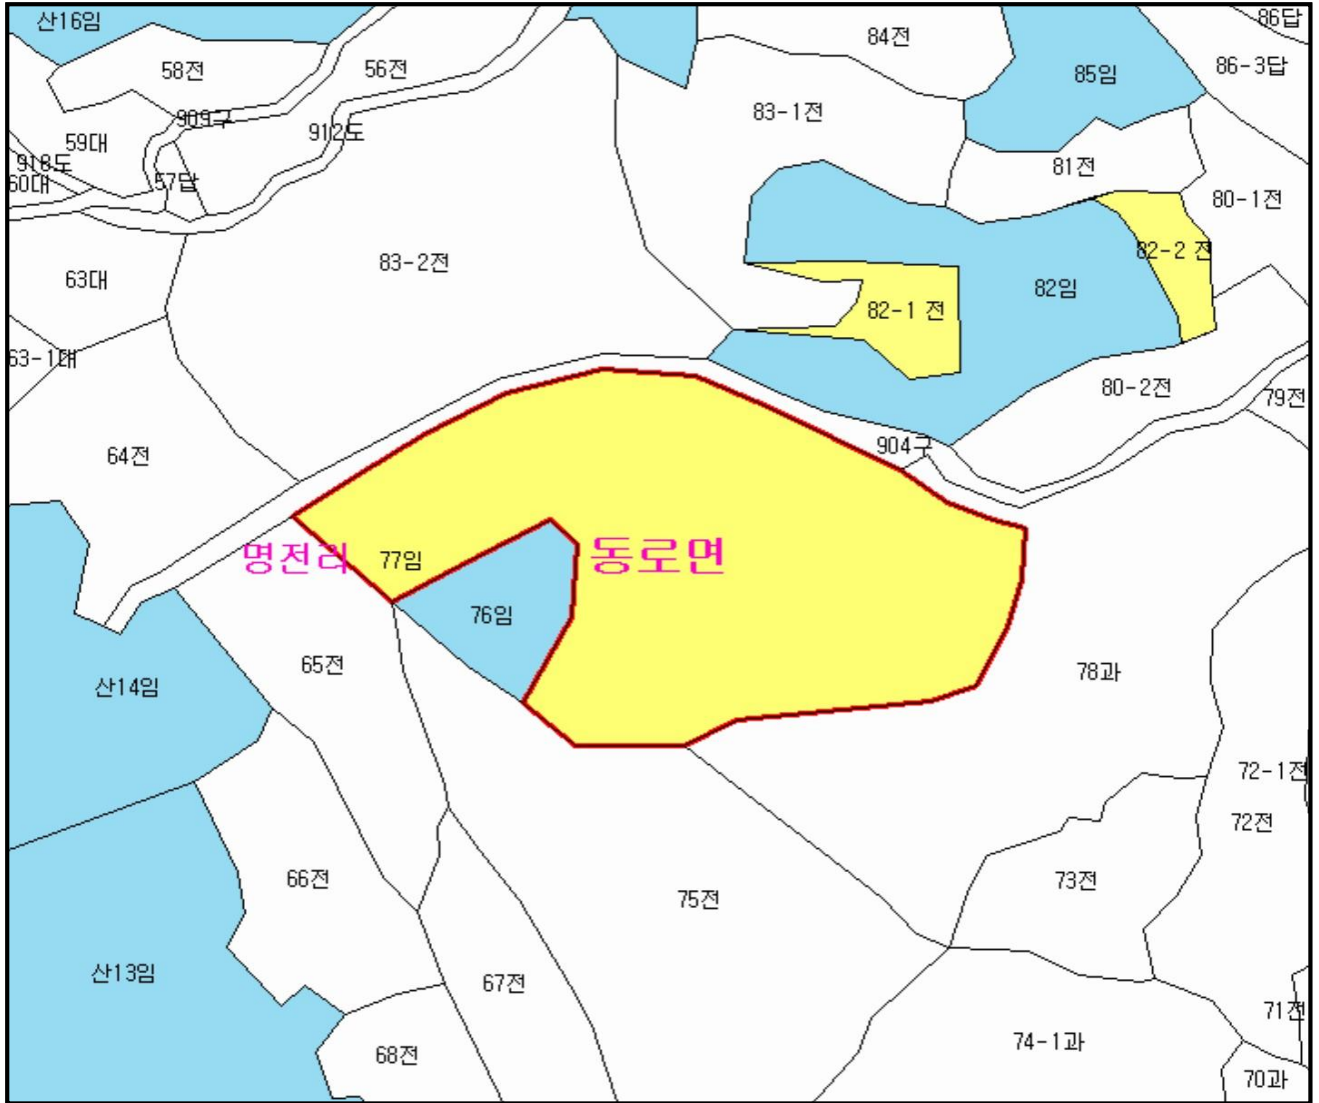 산16임
84전
86답
58전
56전
86-3답
85임
83-1전
909구
912도
59대
918도
60대
57답
81전
80-1전
83-2전
82-2 전
63대
82임
82-1 전
63-1대
80-2전
79전
64전
904구
명전리
77임
동로면
76임
65전
78과
산14임
72-1전
72전
66전
75전
73전
산13임
67전
71전
68전
74-1과
70과